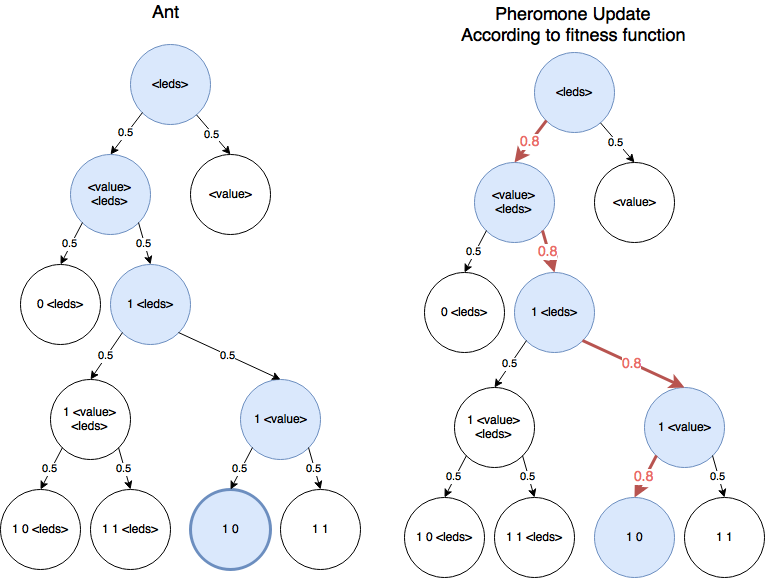 Ant
<leds>
0.5
0.5
<value>
<leds>
<value>
0.5
0.5
0 <leds>
1 <leds>
0.5
0.5
1 <value>
<leds>
1 <value>
0.5
0.5
0.5
0.5
1 0 <leds>
1 1 <leds>
1 0
1 1
Pheromone Update
According to fitness function
<leds>
0.8
0.5
<value>
<leds>
<value>
0.5
0.8
0 <leds>
1 <leds>
0.5
0.8
1 <value>
<leds>
1 <value>
0.5
0.5
0.8
0.5
1 0 <leds>
1 1 <leds>
1 0
1 1